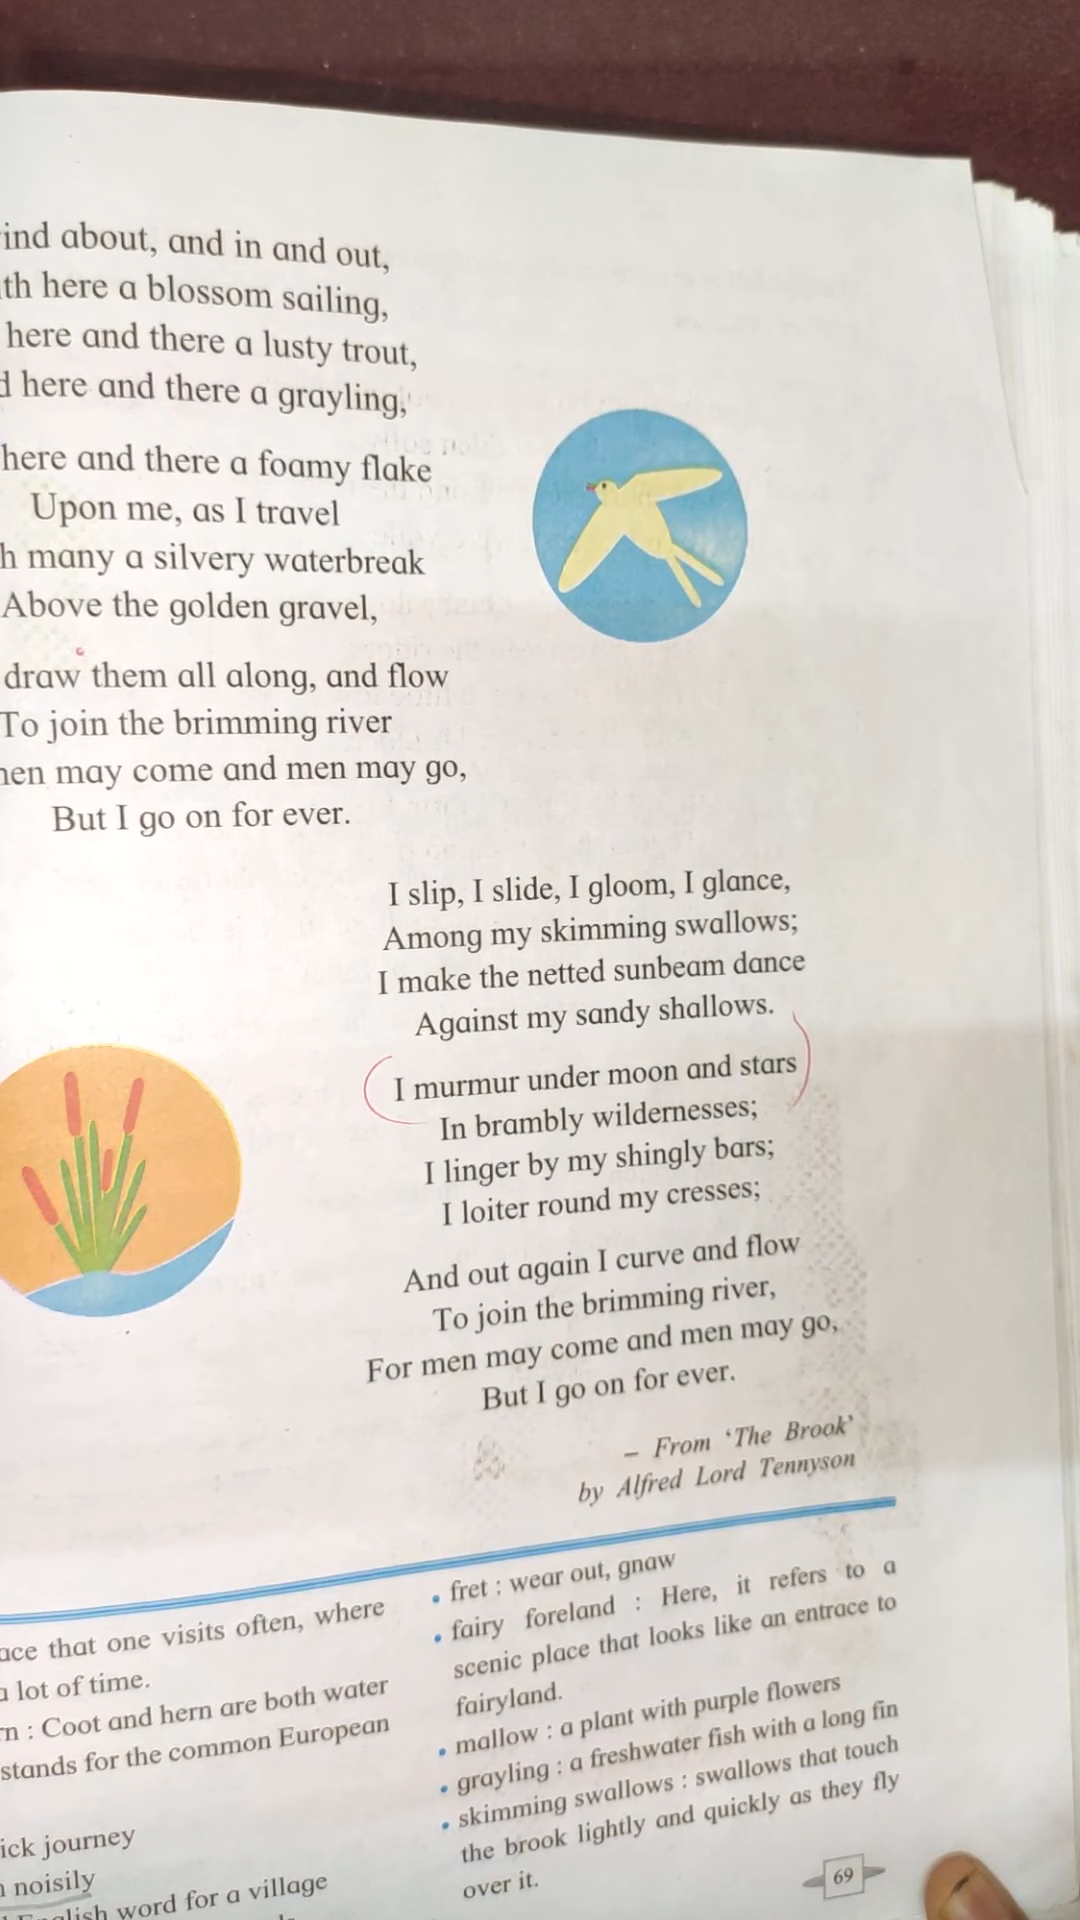 about, and in and out,
here a blossom sailing,
here and there a lusty trout,
here and there a grayling,
here and there a foamy flake
Upon me, as I travel
many a silvery waterbreak
Above the golden gravel,
draw them all along, and flow
To join the brimming river
may come and men may go,
But I go on for ever.
I slip, I slide, I gloom, I glance,
Among my skimming swallows;
I make the netted sunbeam dance
Against my sandy shallows.
I murmur under moon and stars
In brambly wildernesses;
I linger by my shingly bars;
I loiter round my cresses;
And out again I curve and flow
To join the brimming river,
For men may come and men may go,
But I go on for ever.
– From ‘The Brook’
by Alfred Lord Tennyson
that one visits often, where
lot of time.
: Coot and hern are both water
stands for the common European
journey
noisily
word for a village
• fret : wear out, gnaw
• fairy foreland : Here, it refers to a
scenic place that looks like an entrace to
fairyland.
• mallow : a plant with purple flowers
• grayling : a freshwater fish with a long fin
• skimming swallows : swallows that touch
the brook lightly and quickly as they fly
over it.
69